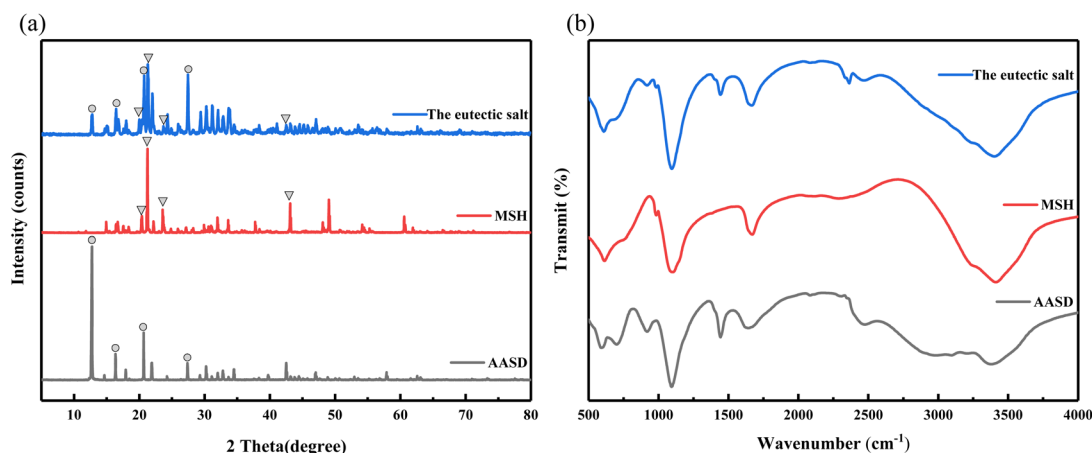 (a)
The eutectic salt
MSH
AASD
Intensity (counts)
10 20 30 40 50 60 70 80
2 Theta(degree)
(b)
The eutectic salt
MSH
AASD
Transmit (%)
500 1000 1500 2000 2500 3000 3500 4000
Wavenumber (cm⁻¹)